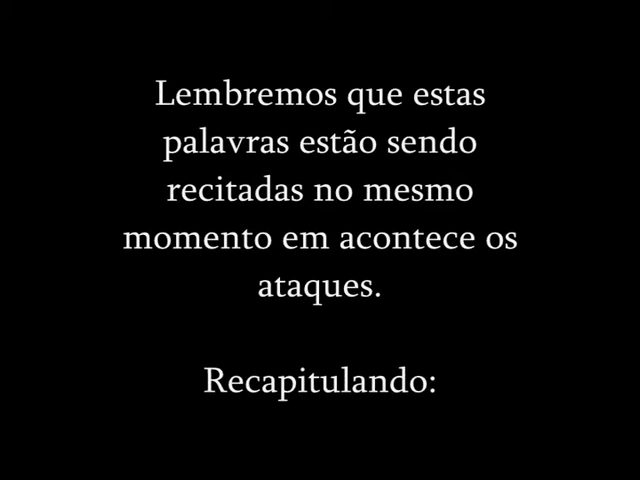 Lembremos que estas
palavras estão sendo
recitadas no mesmo
momento em acontece os
ataques.
Recapitulando: